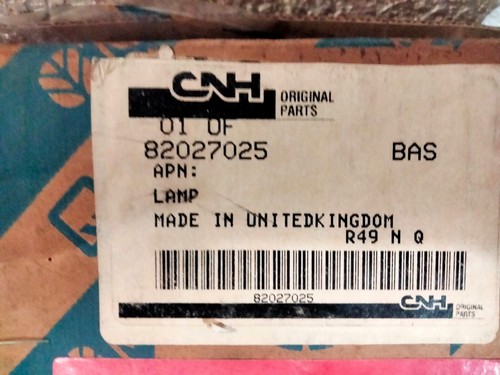 CNH ORIGINAL
PARTS
01 OF
82027025 BAS
APN:
LAMP
MADE IN UNITEDKINGDOM
R49 N Q
82027025
CNH ORIGINAL
PARTS